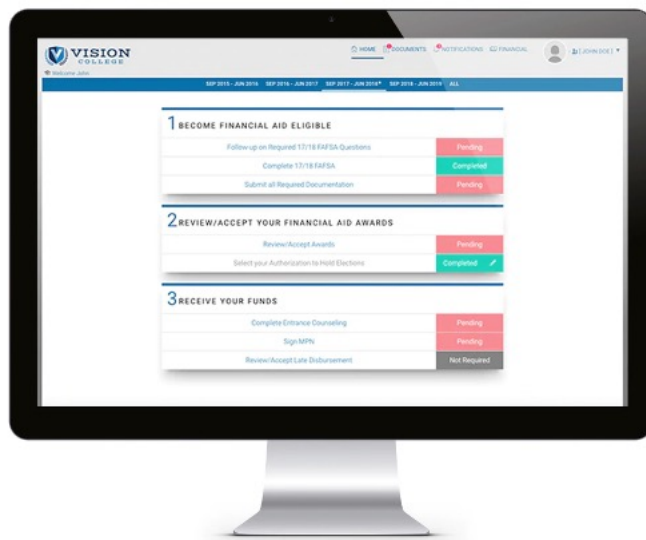 VISION
COLLEGE
HOME DOCUMENTS NOTIFICATIONS FINANCIAL [ JOHN DOE ]
Welcome John
SEP 2015 - JUN 2016 SEP 2016 - JUN 2017 SEP 2017 - JUN 2018* SEP 2018 - JUN 2019 ALL
1 BECOME FINANCIAL AID ELIGIBLE
Follow up on Required 17/18 FAFSA Questions Pending
Complete 17/18 FAFSA Completed
Submit all Required Documentation Pending
2 REVIEW/ACCEPT YOUR FINANCIAL AID AWARDS
Review/Accept Awards Pending
Select your Authorization to Hold Elections Completed
3 RECEIVE YOUR FUNDS
Complete Entrance Counseling Pending
Sign MPN Pending
Review/Accept Late Disbursement Not Required